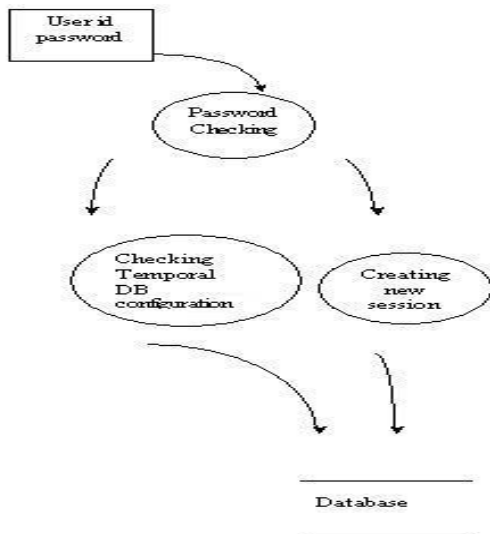 User id
password
Password
Checking
Checking
Temporal
DB
configuration
Creating
new
session
Database